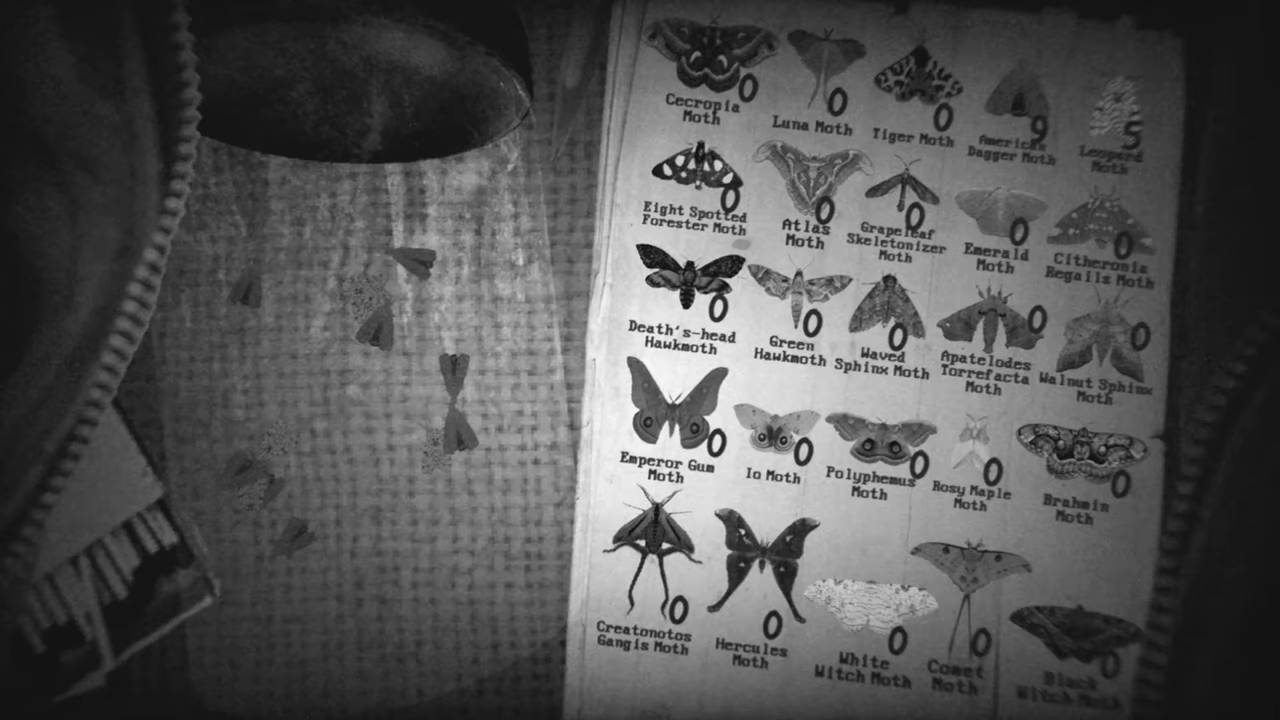 0
Cecropia
Moth
0
Luna Moth
0
Tiger Moth
9
American
Dagger Moth
5
Leopard
Moth
0
Eight Spotted
Forester Moth
0
Atlas
Moth
0
Grapeleaf
Skeletonizer
Moth
0
Emerald
Moth
0
Citheronia
Regails Moth
0
Death's-head
Hawkmoth
0
Green
Hawkmoth
0
Waved
Sphinx Moth
0
Apatelodes
Torrefacta
Moth
0
Walnut Sphinx
Moth
0
Emperor Gum
Moth
0
Io Moth
0
Polyphemus
Moth
0
Rosy Maple
Moth
0
Brahmin
Moth
0
Creatonotos
Gangis Moth
0
Hercules
Moth
0
White
Witch Moth
0
Comet
Moth
0
Black
Witch Moth